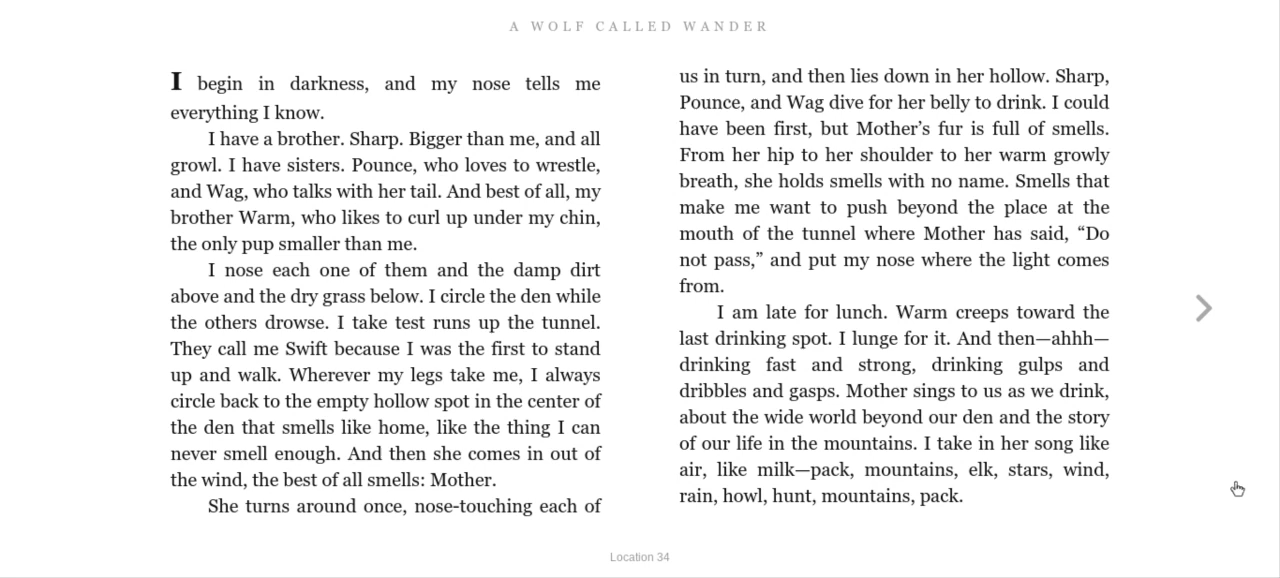 A WOLF CALLED WANDER
I begin in darkness, and my nose tells me
everything I know.
I have a brother. Sharp. Bigger than me, and all
growl. I have sisters. Pounce, who loves to wrestle,
and Wag, who talks with her tail. And best of all, my
brother Warm, who likes to curl up under my chin,
the only pup smaller than me.
I nose each one of them and the damp dirt
above and the dry grass below. I circle the den while
the others drowse. I take test runs up the tunnel.
They call me Swift because I was the first to stand
up and walk. Wherever my legs take me, I always
circle back to the empty hollow spot in the center of
the den that smells like home, like the thing I can
never smell enough. And then she comes in out of
the wind, the best of all smells: Mother.
She turns around once, nose-touching each of
us in turn, and then lies down in her hollow. Sharp,
Pounce, and Wag dive for her belly to drink. I could
have been first, but Mother’s fur is full of smells.
From her hip to her shoulder to her warm growly
breath, she holds smells with no name. Smells that
make me want to push beyond the place at the
mouth of the tunnel where Mother has said, “Do
not pass,” and put my nose where the light comes
from.
I am late for lunch. Warm creeps toward the
last drinking spot. I lunge for it. And then—ahhh—
drinking fast and strong, drinking gulps and
dribbles and gasps. Mother sings to us as we drink,
about the wide world beyond our den and the story
of our life in the mountains. I take in her song like
air, like milk—pack, mountains, elk, stars, wind,
rain, howl, hunt, mountains, pack.
Location 34